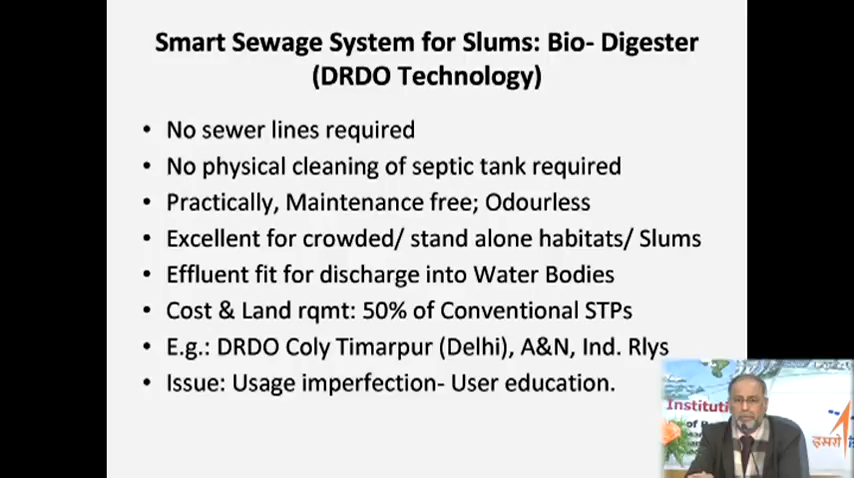 Smart Sewage System for Slums: Bio- Digester
(DRDO Technology)
• No sewer lines required
• No physical cleaning of septic tank required
• Practically, Maintenance free; Odourless
• Excellent for crowded/ stand alone habitats/ Slums
• Effluent fit for discharge into Water Bodies
• Cost & Land rqmt: 50% of Conventional STPs
• E.g.: DRDO Coly Timarpur (Delhi), A&N, Ind. Rlys
• Issue: Usage imperfection- User education.
Instituti
of
इसरो